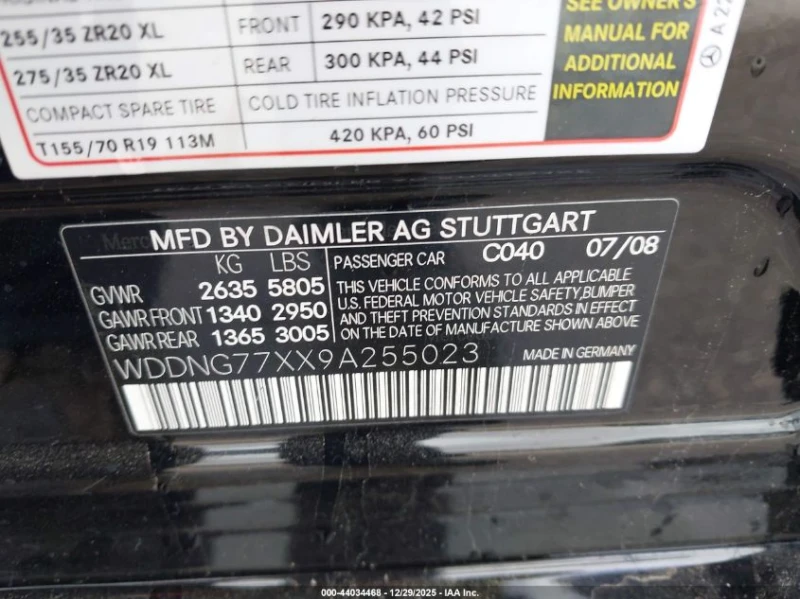 255/35 ZR20 XL FRONT 290 KPA, 42 PSI
275/35 ZR20 XL REAR 300 KPA, 44 PSI
COMPACT SPARE TIRE COLD TIRE INFLATION PRESSURE
T155/70 R19 113M 420 KPA, 60 PSI
SEE OWNER'S
MANUAL FOR
ADDITIONAL
INFORMATION
A 22
MFD BY DAIMLER AG STUTTGART
KG LBS PASSENGER CAR C040 07/08
GVWR 2635 5805
GAWR FRONT 1340 2950
GAWR REAR 1365 3005
THIS VEHICLE CONFORMS TO ALL APPLICABLE
U.S. FEDERAL MOTOR VEHICLE SAFETY, BUMPER
AND THEFT PREVENTION STANDARDS IN EFFECT
ON THE DATE OF MANUFACTURE SHOWN ABOVE.
WDDNG77XX9A255023 MADE IN GERMANY
000-44034468 - 12/29/2025 - IAA Inc.